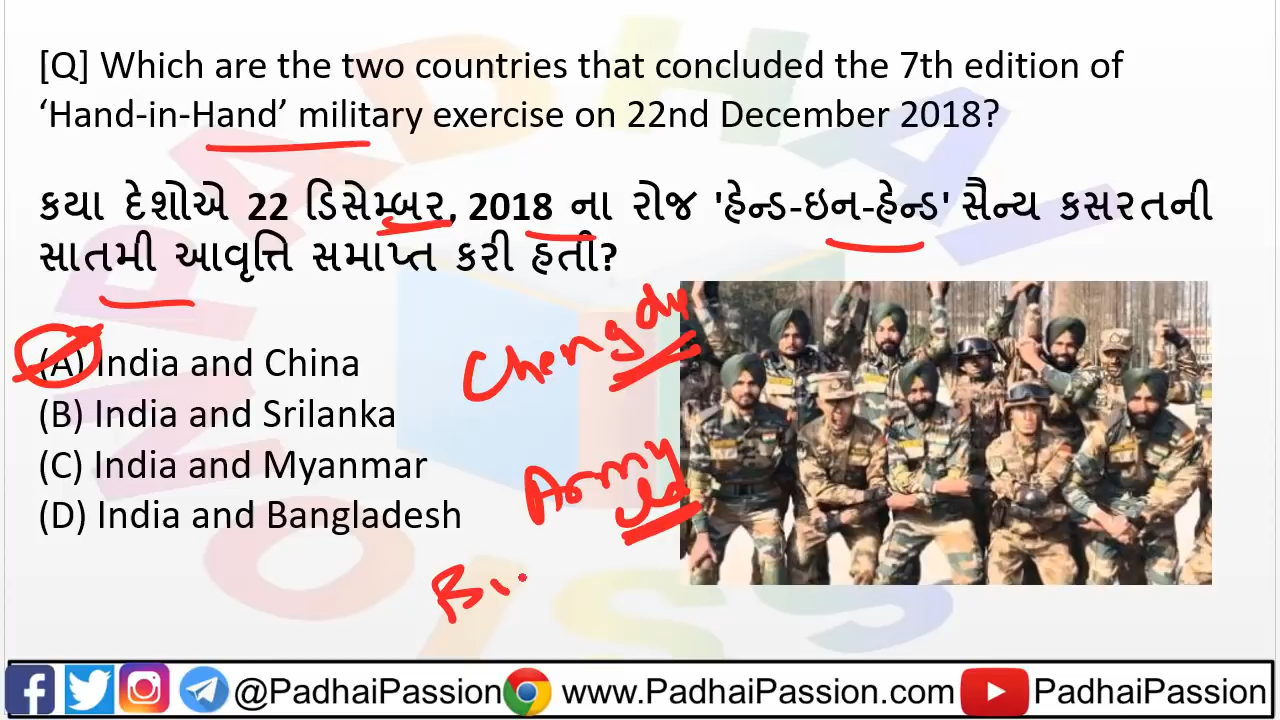 [Q] Which are the two countries that concluded the 7th edition of
‘Hand-in-Hand’ military exercise on 22nd December 2018?
કયા દેશોએ 22 ડિસેમ્બર, 2018 ના રોજ 'હેન્ડ-ઇન-હેન્ડ' સૈન્ય કસરતની
સાતમી આવૃત્તિ સમાપ્ત કરી હતી?
(A) India and China
(B) India and Srilanka
(C) India and Myanmar
(D) India and Bangladesh
Chengdu
Army
@PadhaiPassion www.PadhaiPassion.com PadhaiPassion